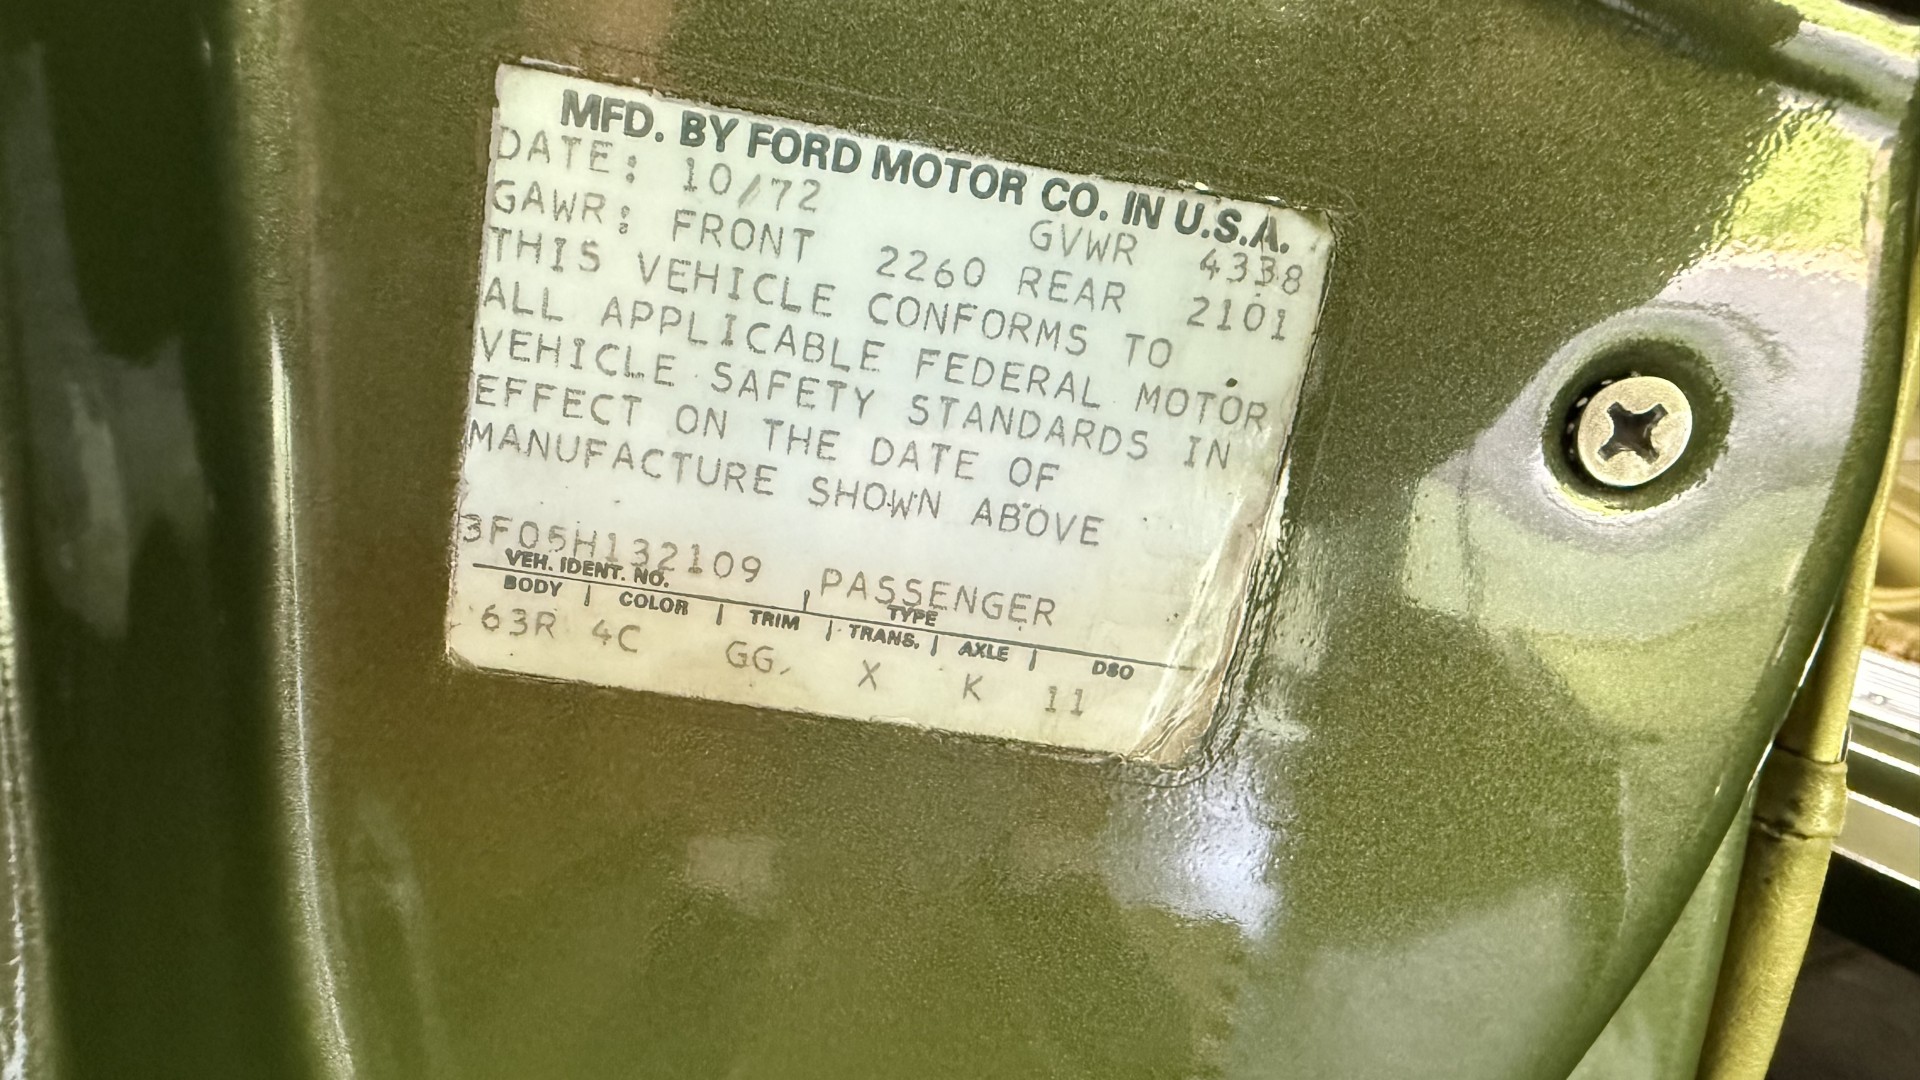 MFD. BY FORD MOTOR CO. IN U.S.A.
DATE: 10/72 GVWR 4338
GAWR: FRONT 2260 REAR 2101
THIS VEHICLE CONFORMS TO
ALL APPLICABLE FEDERAL MOTOR
VEHICLE SAFETY STANDARDS IN
EFFECT ON THE DATE OF
MANUFACTURE SHOWN ABOVE
3F05H132109 PASSENGER
VEH. IDENT. NO. TYPE
BODY | COLOR | TRIM | TRANS. | AXLE | DSO
63R 4C GG X K 11